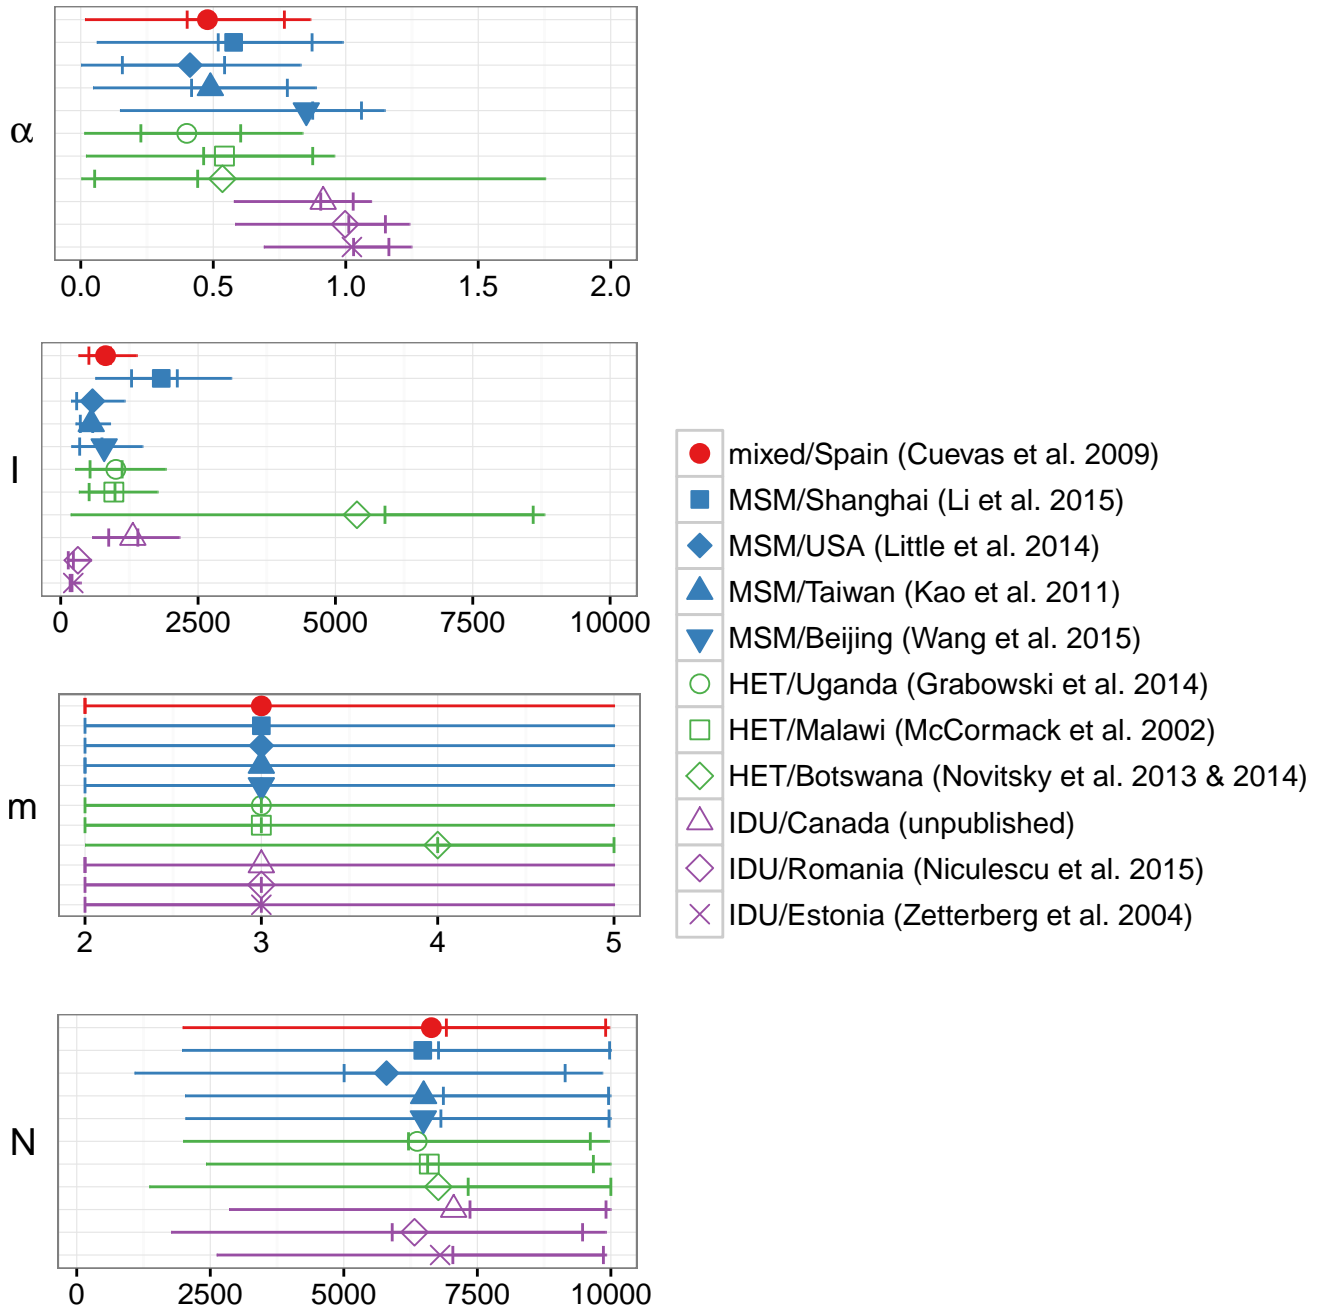 α
0.0 0.5 1.0 1.5 2.0
I
0 2500 5000 7500 10000
mixed/Spain (Cuevas et al. 2009)
MSM/Shanghai (Li et al. 2015)
MSM/USA (Little et al. 2014)
MSM/Taiwan (Kao et al. 2011)
MSM/Beijing (Wang et al. 2015)
HET/Uganda (Grabowski et al. 2014)
HET/Malawi (McCormack et al. 2002)
HET/Botswana (Novitsky et al. 2013 & 2014)
IDU/Canada (unpublished)
IDU/Romania (Niculescu et al. 2015)
IDU/Estonia (Zetterberg et al. 2004)
m
2 3 4 5
N
0 2500 5000 7500 10000